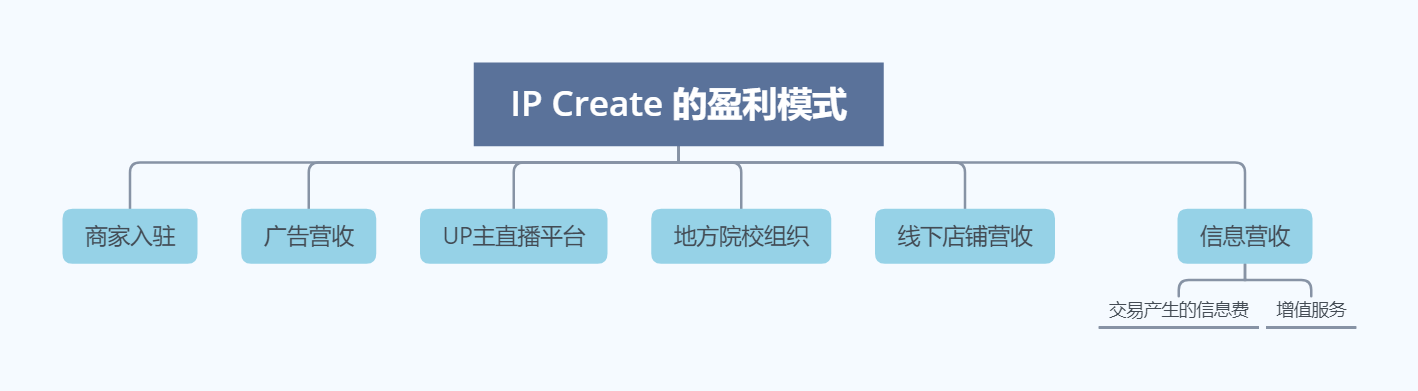 IP Create 的盈利模式
商家入驻
广告营收
UP主直播平台
地方院校组织
线下店铺营收
信息营收
交易产生的信息费
增值服务